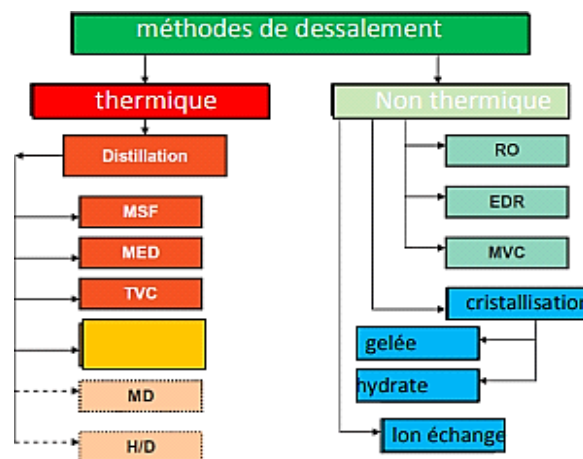 méthodes de dessalement
thermique
Non thermique
Distillation
MSF
MED
TVC
MD
H/D
RO
EDR
MVC
cristallisation
gelée
hydrate
Ion échange